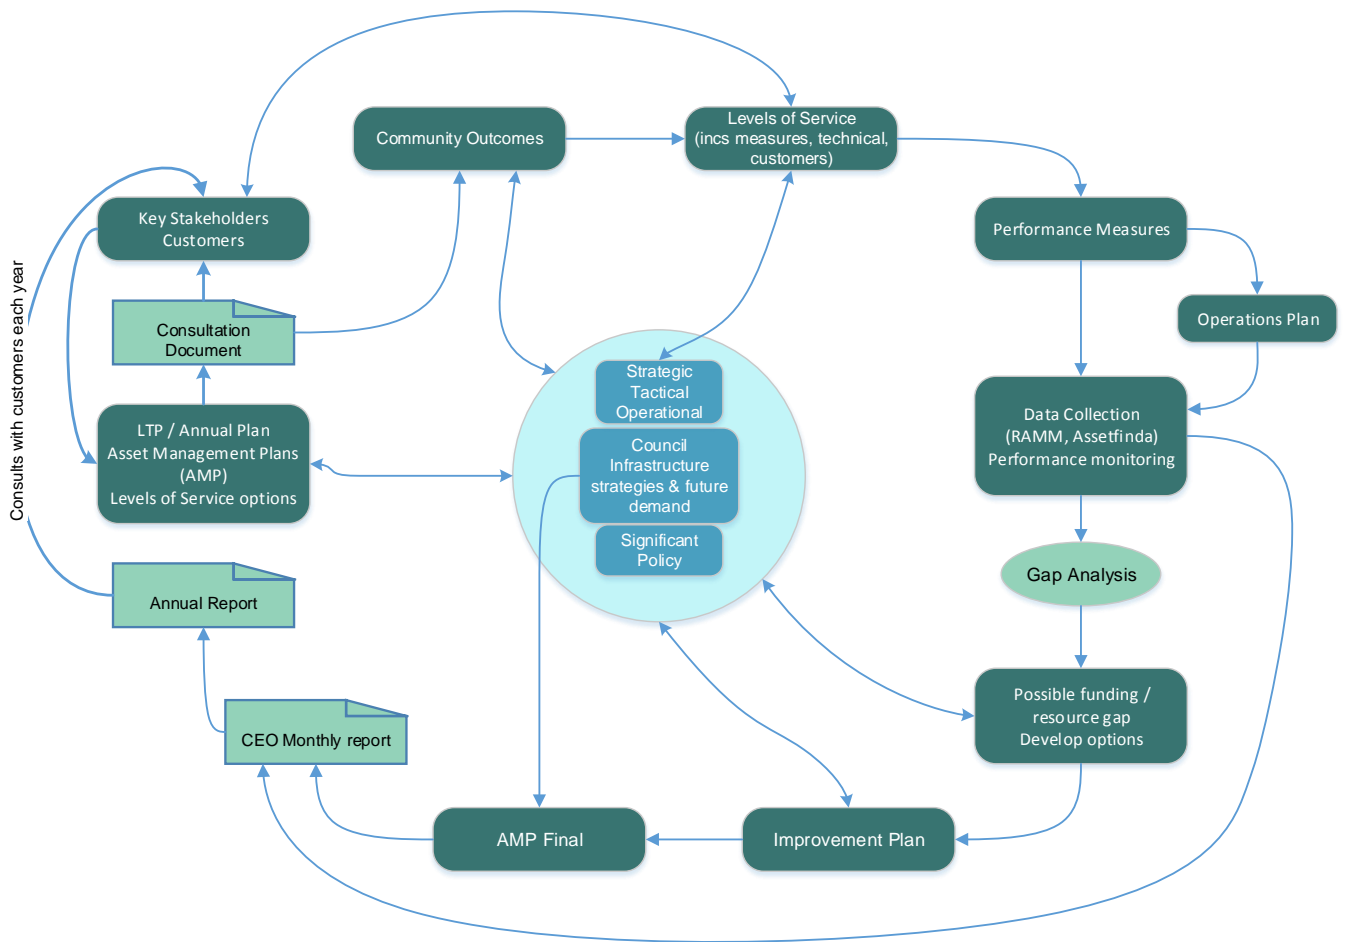 Levels of Service
(incs measures, technical,
customers)
Community Outcomes
Key Stakeholders
Customers
Performance Measures
Consultation
Document
Operations Plan
Strategic
Tactical
Operational
LTP / Annual Plan
Asset Management Plans
(AMP)
Levels of Service options
Council
Infrastructure
strategies & future
demand
Data Collection
(RAMM, Assetfinda)
Performance monitoring
Consults with customers each year
Significant
Policy
Gap Analysis
Annual Report
Possible funding /
resource gap
Develop options
CEO Monthly report
AMP Final
Improvement Plan